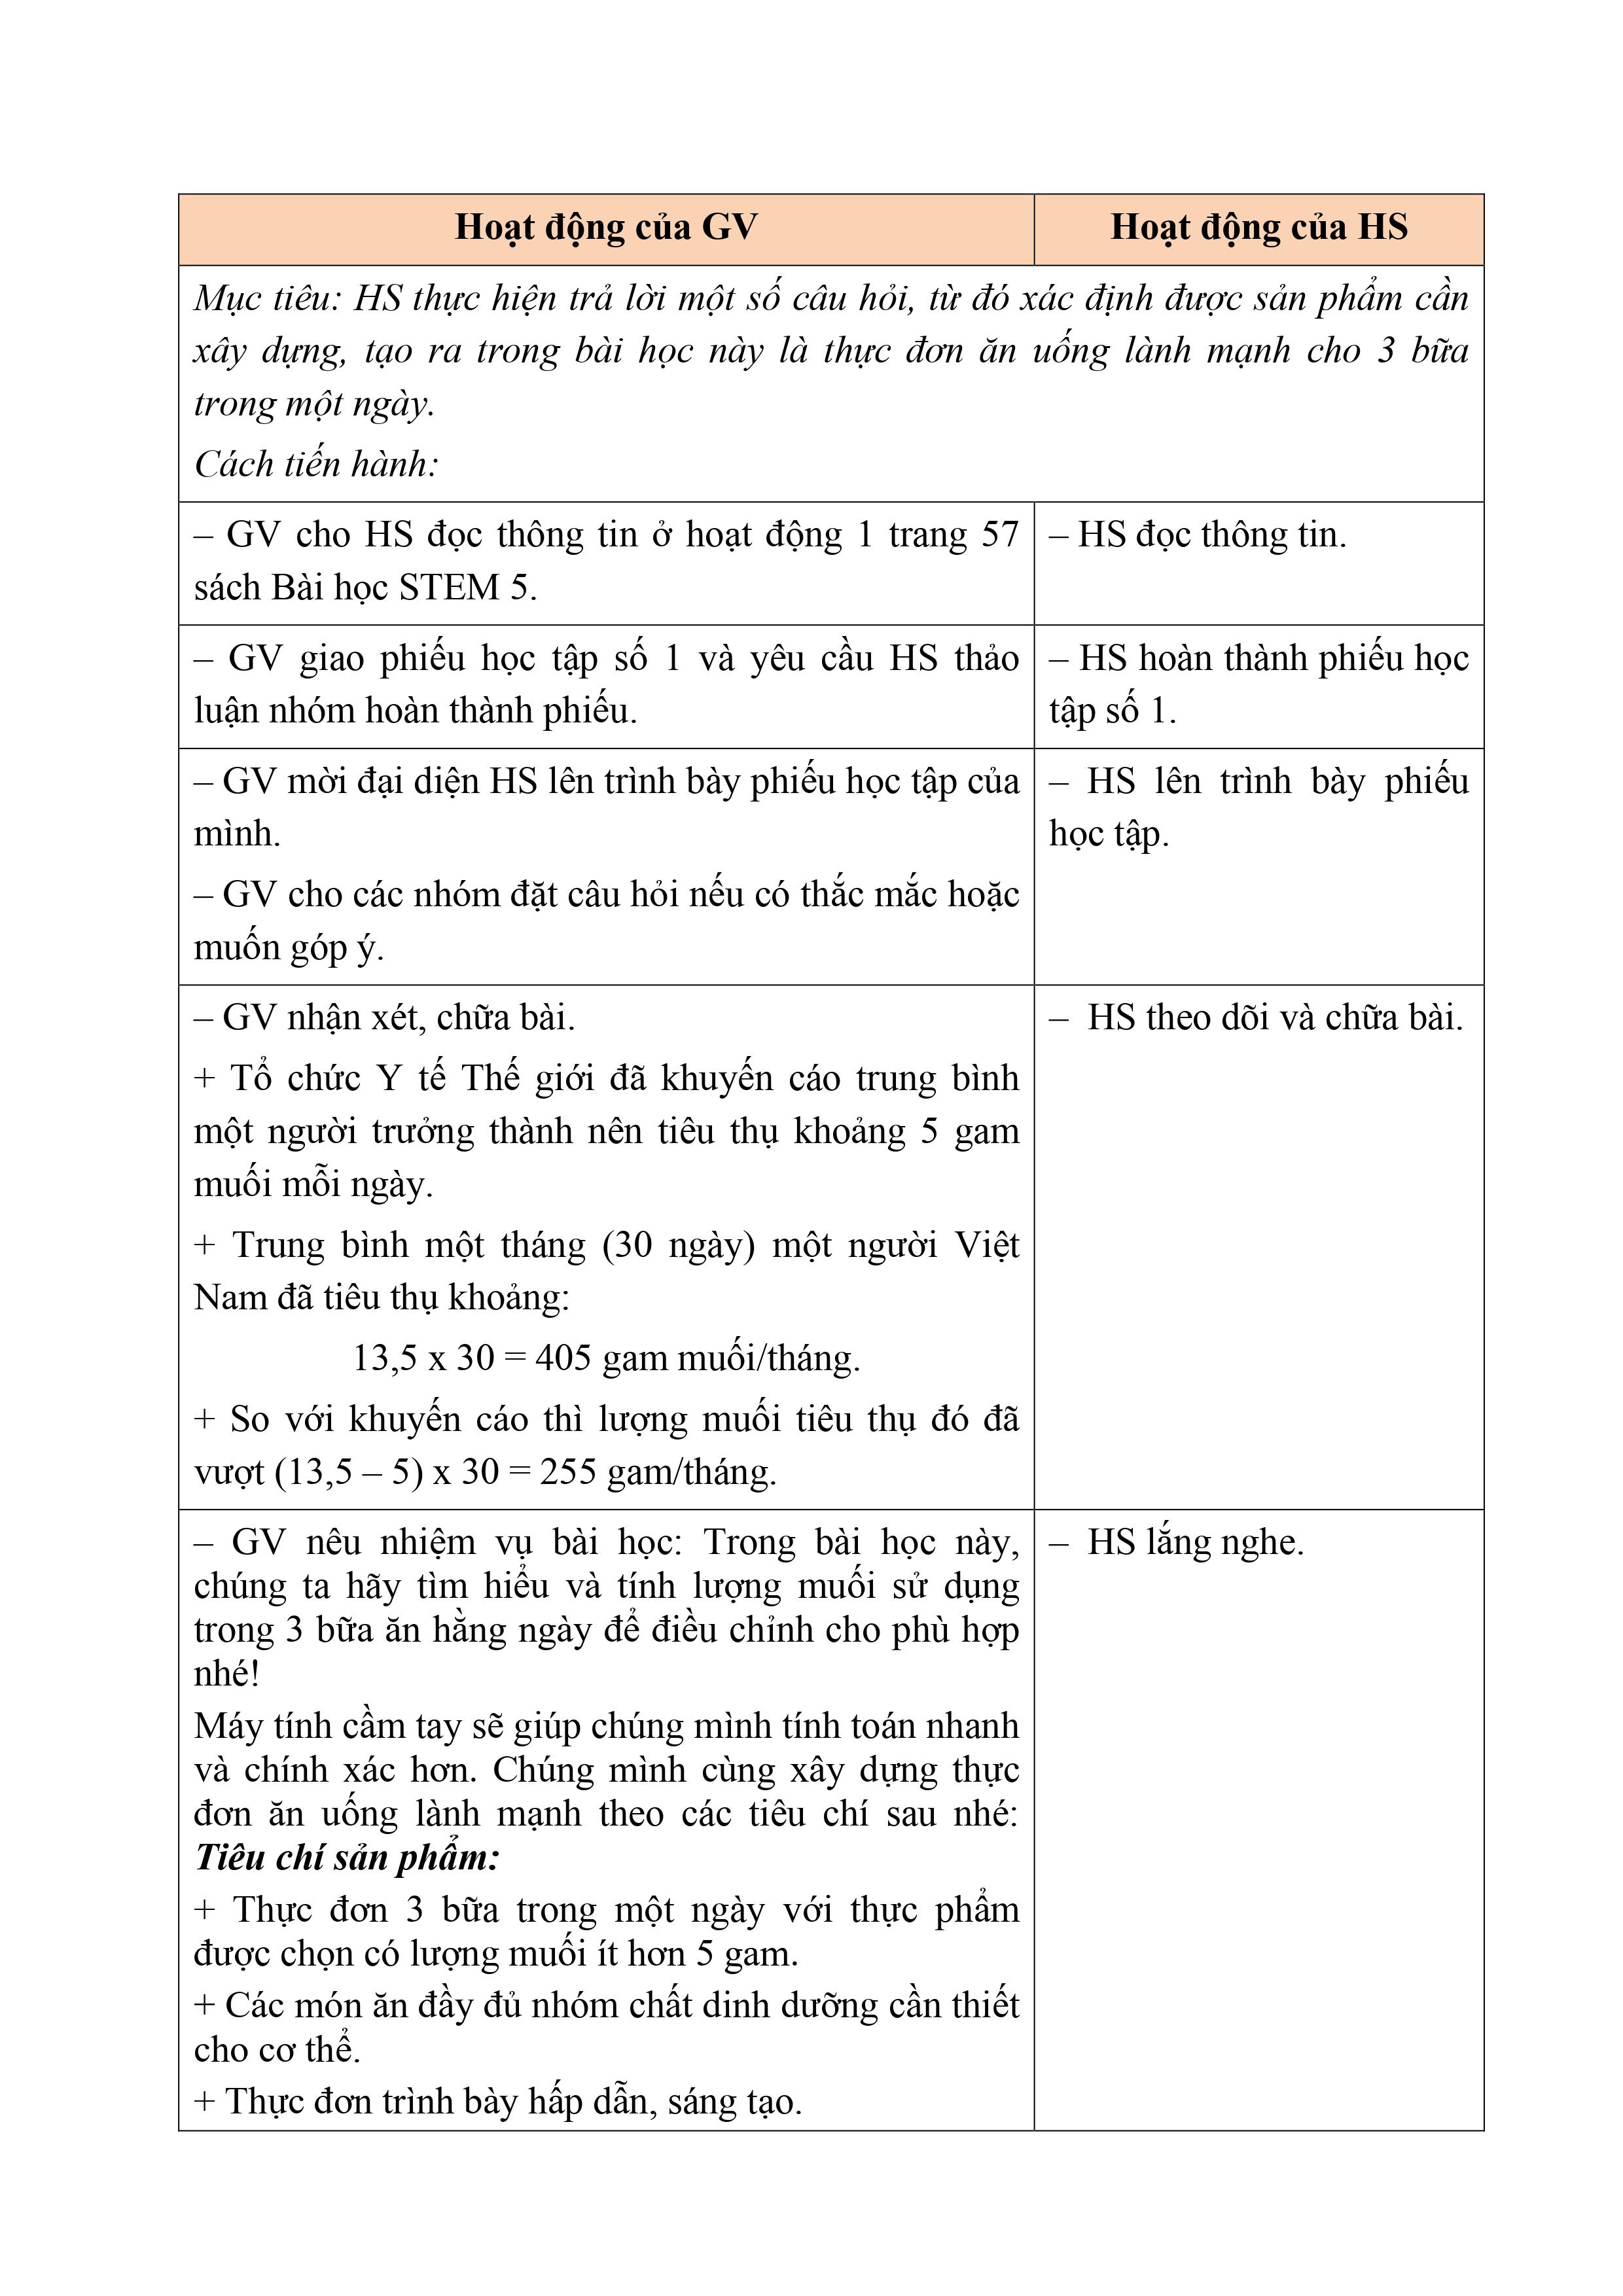 Hoạt động của GV
Hoạt động của HS
Mục tiêu: HS thực hiện trả lời một số câu hỏi, từ đó xác định được sản phẩm cần
xây dựng, tạo ra trong bài học này là thực đơn ăn uống lành mạnh cho 3 bữa
trong một ngày.
Cách tiến hành:
– GV cho HS đọc thông tin ở hoạt động 1 trang 57
sách Bài học STEM 5.
– HS đọc thông tin.
– GV giao phiếu học tập số 1 và yêu cầu HS thảo
luận nhóm hoàn thành phiếu.
– HS hoàn thành phiếu học
tập số 1.
– GV mời đại diện HS lên trình bày phiếu học tập của
mình.
– GV cho các nhóm đặt câu hỏi nếu có thắc mắc hoặc
muốn góp ý.
– HS lên trình bày phiếu
học tập.
– GV nhận xét, chữa bài.
+ Tổ chức Y tế Thế giới đã khuyến cáo trung bình
một người trưởng thành nên tiêu thụ khoảng 5 gam
muối mỗi ngày.
+ Trung bình một tháng (30 ngày) một người Việt
Nam đã tiêu thụ khoảng:
13,5 x 30 = 405 gam muối/tháng.
+ So với khuyến cáo thì lượng muối tiêu thụ đó đã
vượt (13,5 – 5) x 30 = 255 gam/tháng.
– HS theo dõi và chữa bài.
– GV nêu nhiệm vụ bài học: Trong bài học này,
chúng ta hãy tìm hiểu và tính lượng muối sử dụng
trong 3 bữa ăn hằng ngày để điều chỉnh cho phù hợp
nhé!
Máy tính cầm tay sẽ giúp chúng mình tính toán nhanh
và chính xác hơn. Chúng mình cùng xây dựng thực
đơn ăn uống lành mạnh theo các tiêu chí sau nhé:
Tiêu chí sản phẩm:
+ Thực đơn 3 bữa trong một ngày với thực phẩm
được chọn có lượng muối ít hơn 5 gam.
+ Các món ăn đầy đủ nhóm chất dinh dưỡng cần thiết
cho cơ thể.
+ Thực đơn trình bày hấp dẫn, sáng tạo.
– HS lắng nghe.